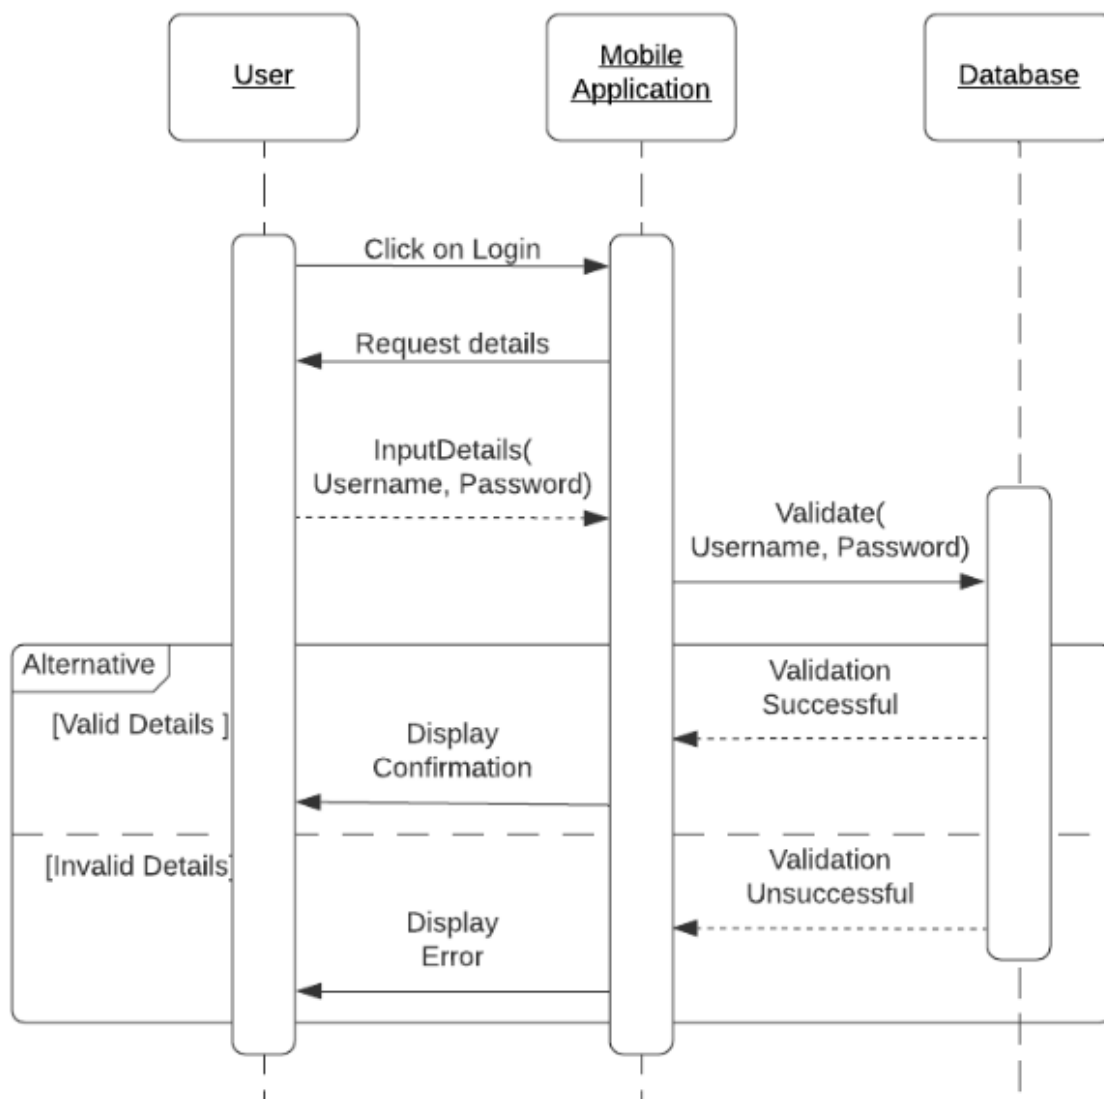 User
Mobile
Application
Database
Click on Login
Request details
InputDetails(
Username, Password)
Validate(
Username, Password)
Alternative
[Valid Details ]
Validation
Successful
Display
Confirmation
[Invalid Details]
Validation
Unsuccessful
Display
Error